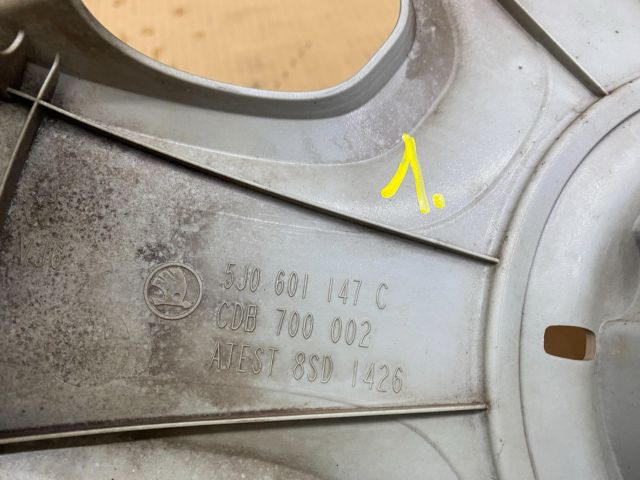 1.
5J0 601 147 C
CDB 700 002
ATEST 8SD 1426